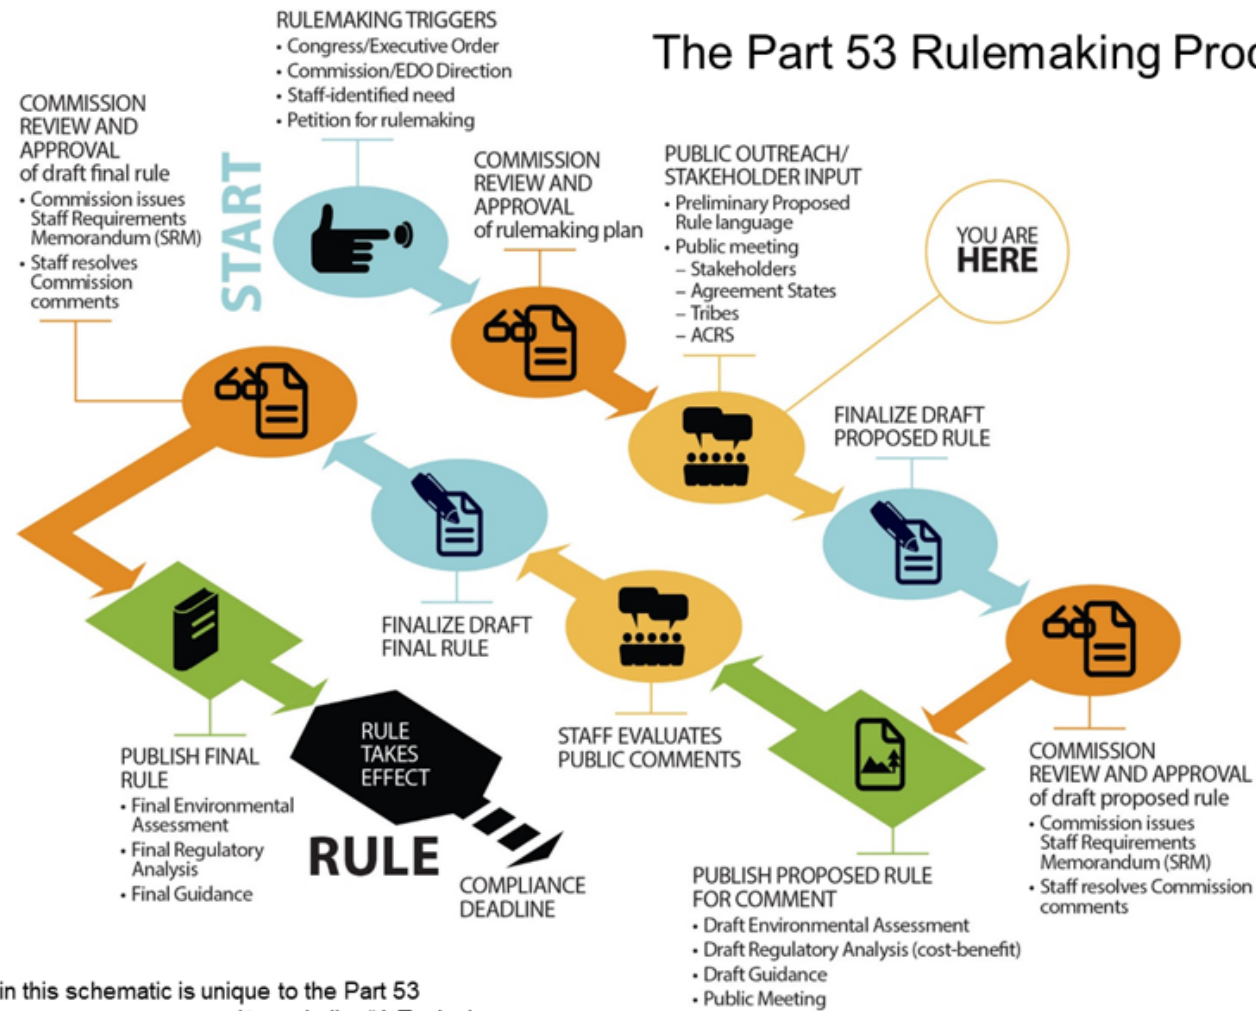 The Part 53 Rulemaking
RULEMAKING TRIGGERS
• Congress/Executive Order
• Commission/EDO Direction
• Staff-identified need
• Petition for rulemaking
START
COMMISSION
REVIEW AND
APPROVAL
of rulemaking plan
PUBLIC OUTREACH/
STAKEHOLDER INPUT
• Preliminary Proposed
Rule language
• Public meeting
– Stakeholders
– Agreement States
– Tribes
– ACRS
YOU ARE
HERE
FINALIZE DRAFT
PROPOSED RULE
COMMISSION
REVIEW AND APPROVAL
of draft proposed rule
• Commission issues
Staff Requirements
Memorandum (SRM)
• Staff resolves Commission
comments
PUBLISH PROPOSED RULE
FOR COMMENT
• Draft Environmental Assessment
• Draft Regulatory Analysis (cost-benefit)
• Draft Guidance
• Public Meeting
STAFF EVALUATES
PUBLIC COMMENTS
FINALIZE DRAFT
FINAL RULE
COMMISSION
REVIEW AND
APPROVAL
of draft final rule
• Commission issues
Staff Requirements
Memorandum (SRM)
• Staff resolves
Commission
comments
PUBLISH FINAL
RULE
• Final Environmental
Assessment
• Final Regulatory
Analysis
• Final Guidance
RULE
TAKES
EFFECT
RULE
COMPLIANCE
DEADLINE
in this schematic is unique to the Part 53